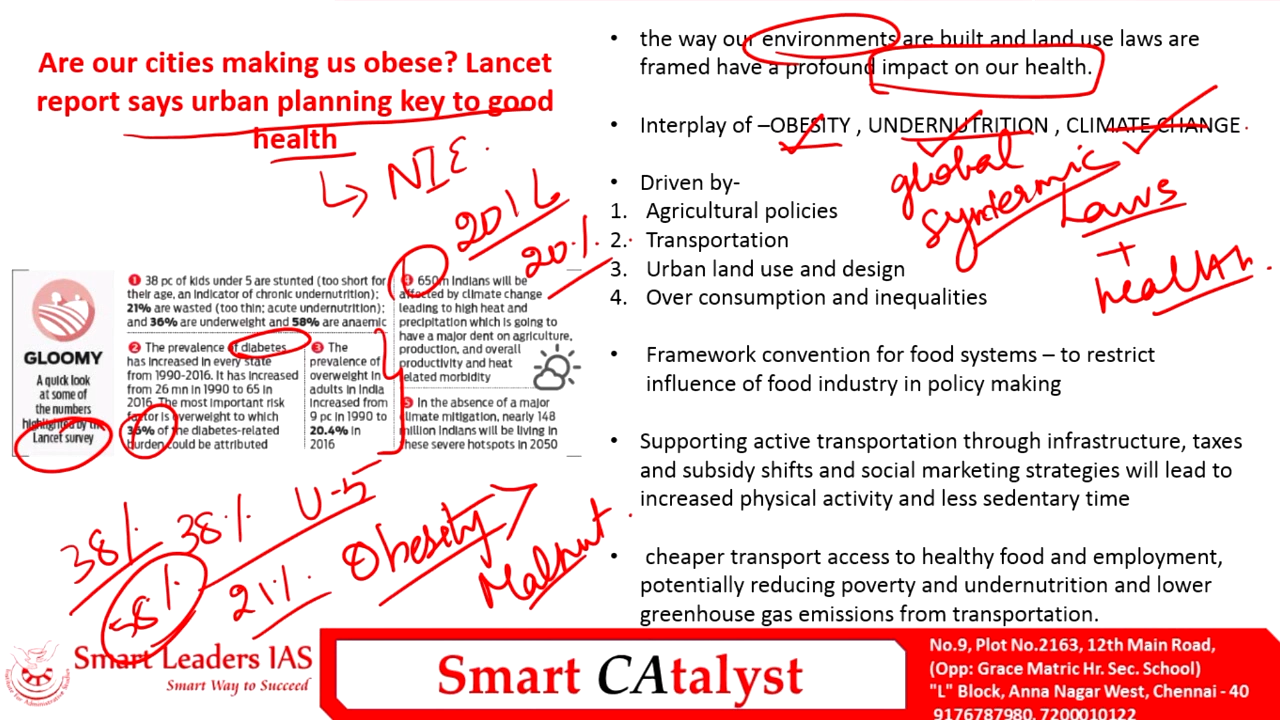 Are our cities making us obese? Lancet
report says urban planning key to good
health
NIE
2016
20%
GLOOMY
A quick look
at some of
the numbers
highlighted by the
Lancet survey
1 38 pc of kids under 5 are stunted (too short for
their age, an indicator of chronic undernutrition);
21% are wasted (too thin; acute undernutrition);
and 36% are underweight and 58% are anaemic
2 The prevalence of diabetes
has increased in every state
from 1990-2016. It has increased
from 26 mn in 1990 to 65 in
2016. The most important risk
factor is overweight to which
36% of the diabetes-related
burden could be attributed
3 The
prevalence of
overweight in
adults in India
increased from
9 pc in 1990 to
20.4% in
2016
650m Indians will be
affected by climate change
leading to high heat and
precipitation which is going to
have a major dent on agriculture,
production, and overall
productivity and heat
related morbidity
5 In the absence of a major
climate mitigation, nearly 148
million Indians will be living in
these severe hotspots in 2050
38% 38% U-5
58% 21% Obesity
Malnut
• the way our environments are built and land use laws are
framed have a profound impact on our health.
• Interplay of –OBESITY , UNDERNUTRITION , CLIMATE CHANGE
global
syndermic
Laws
+
health
• Driven by-
1. Agricultural policies
2. Transportation
3. Urban land use and design
4. Over consumption and inequalities
• Framework convention for food systems – to restrict
influence of food industry in policy making
• Supporting active transportation through infrastructure, taxes
and subsidy shifts and social marketing strategies will lead to
increased physical activity and less sedentary time
• cheaper transport access to healthy food and employment,
potentially reducing poverty and undernutrition and lower
greenhouse gas emissions from transportation.
Smart Leaders IAS
Smart Way to Succeed
Smart CAtalyst
No.9, Plot No.2163, 12th Main Road,
(Opp: Grace Matric Hr. Sec. School)
"L" Block, Anna Nagar West, Chennai - 40
9176787980, 7200010122